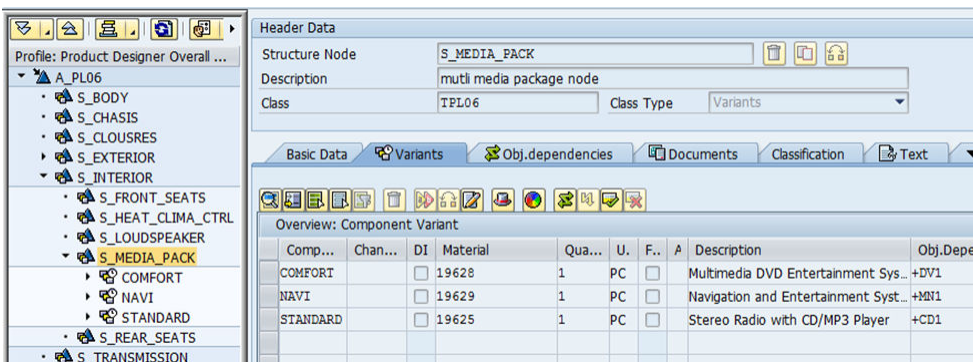 Profile: Product Designer Overall ...
A_PL06
S_BODY
S_CHASIS
S_CLOUSRES
S_EXTERIOR
S_INTERIOR
S_FRONT_SEATS
S_HEAT_CLIMA_CTRL
S_LOUDSPEAKER
S_MEDIA_PACK
COMFORT
NAVI
STANDARD
S_REAR_SEATS
S_TRANSMISSION
Header Data
Structure Node S_MEDIA_PACK
Description mutli media package node
Class TPL06 Class Type Variants
Basic Data Variants Obj.dependencies Documents Classification Text
Overview: Component Variant
Comp... Chan... DI Material Qua... U. F.. A Description Obj.Depe
COMFORT 19628 1 PC Multimedia DVD Entertainment Sys... +DV1
NAVI 19629 1 PC Navigation and Entertainment Syst... +MN1
STANDARD 19625 1 PC Stereo Radio with CD/MP3 Player +CD1